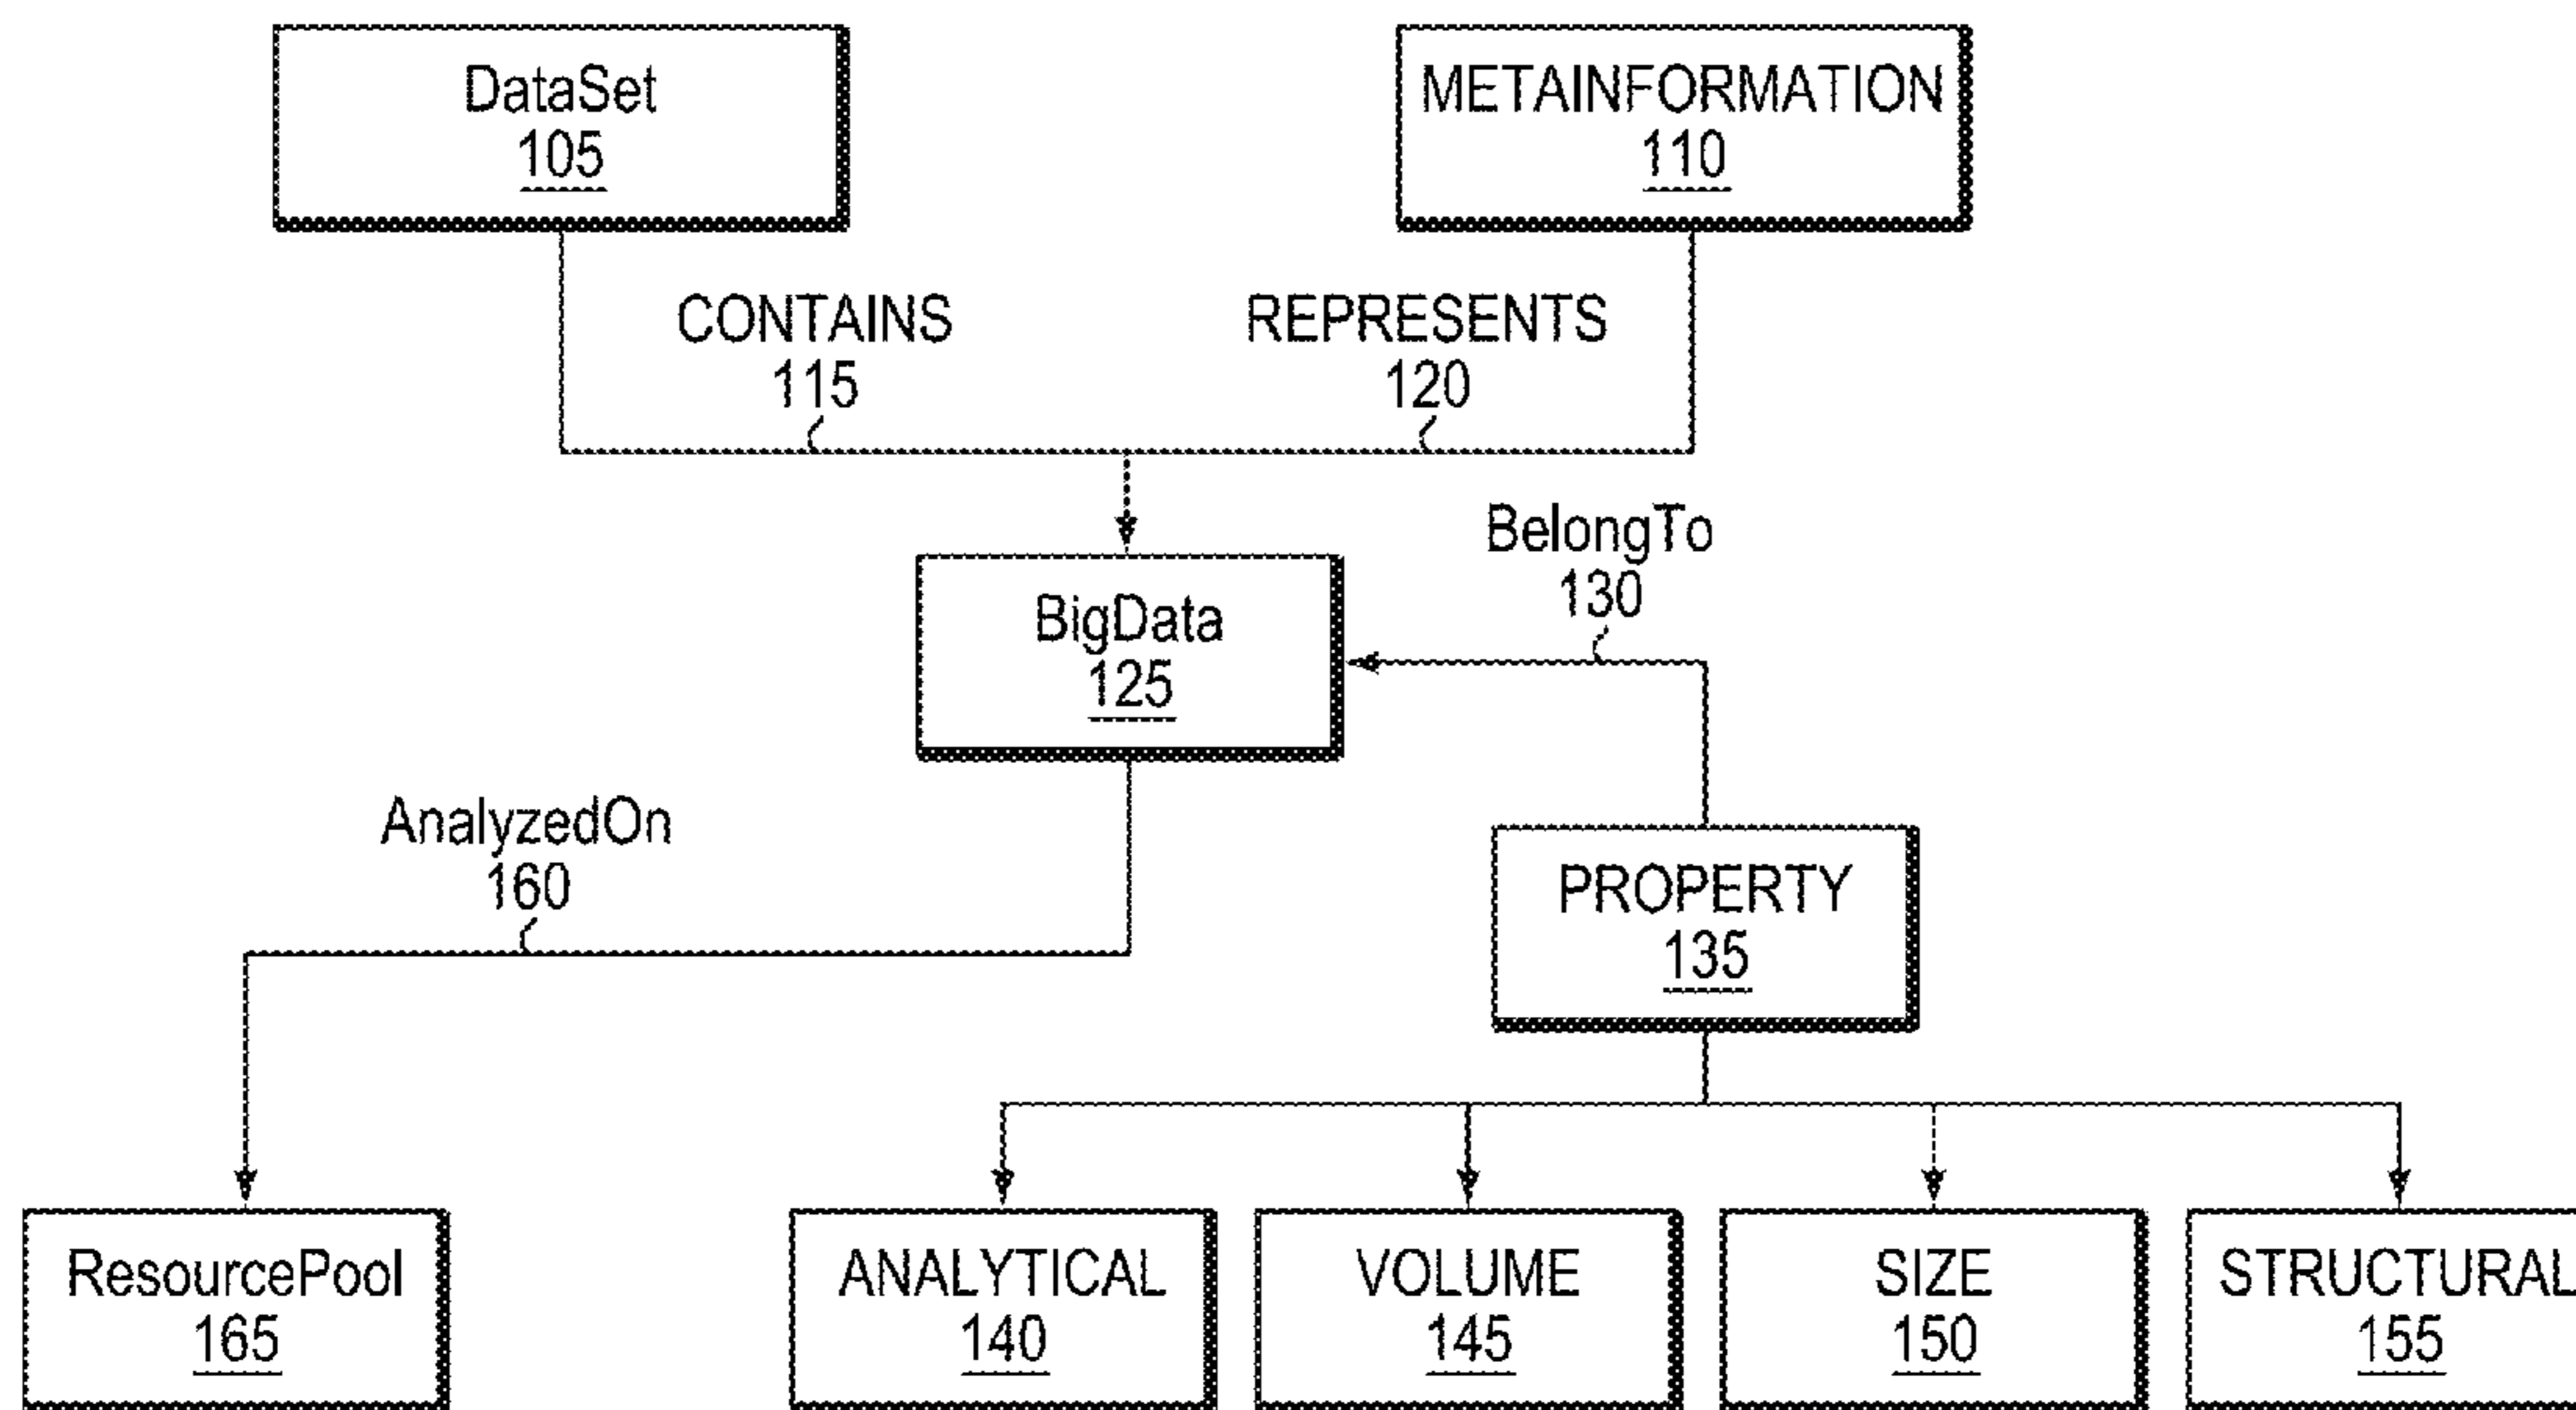 DataSet
105
METAINFORMATION
110
CONTAINS
115
REPRESENTS
120
BelongTo
130
BigData
125
AnalyzedOn
160
PROPERTY
135
ResourcePool
165
ANALYTICAL
140
VOLUME
145
SIZE
150
STRUCTURAL
155